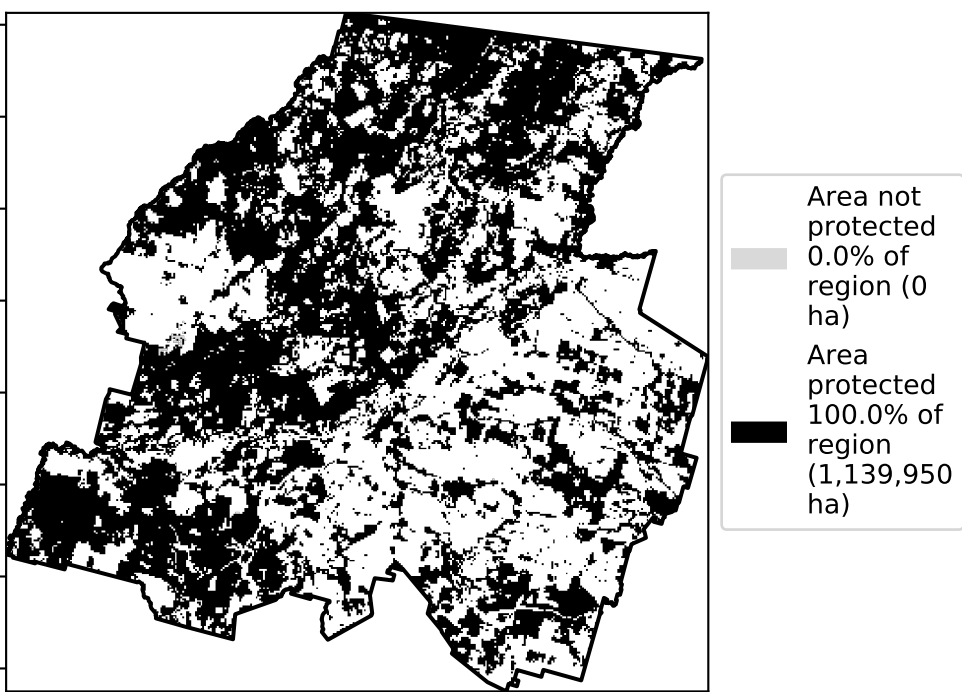 Area not
protected
0.0% of
region (0
ha)
Area
protected
100.0% of
region
(1,139,950
ha)